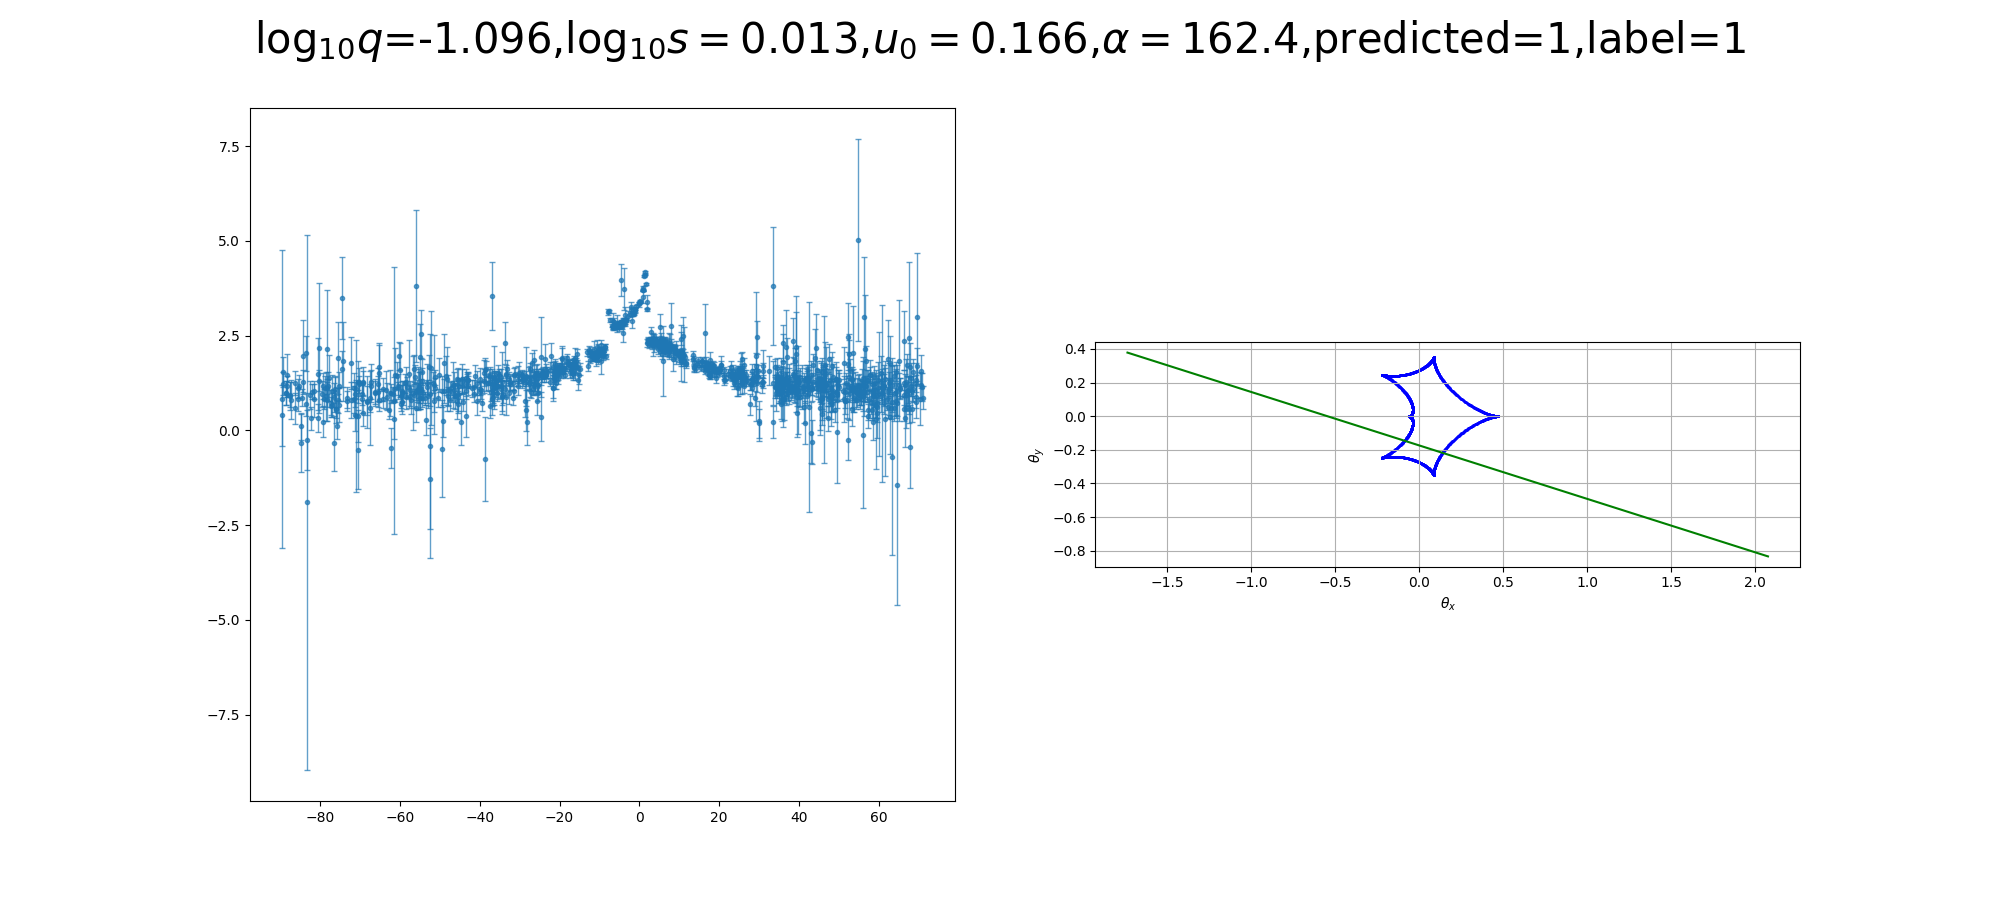 log₁₀q=-1.096,log₁₀s = 0.013,u₀ = 0.166,α = 162.4,predicted=1,label=1
7.5
5.0
2.5
0.0
−2.5
−5.0
−7.5
−80 −60 −40 −20 0 20 40 60
0.4
0.2
0.0
−0.2
−0.4
−0.6
−0.8
θy
−1.5 −1.0 −0.5 0.0 0.5 1.0 1.5 2.0
θx